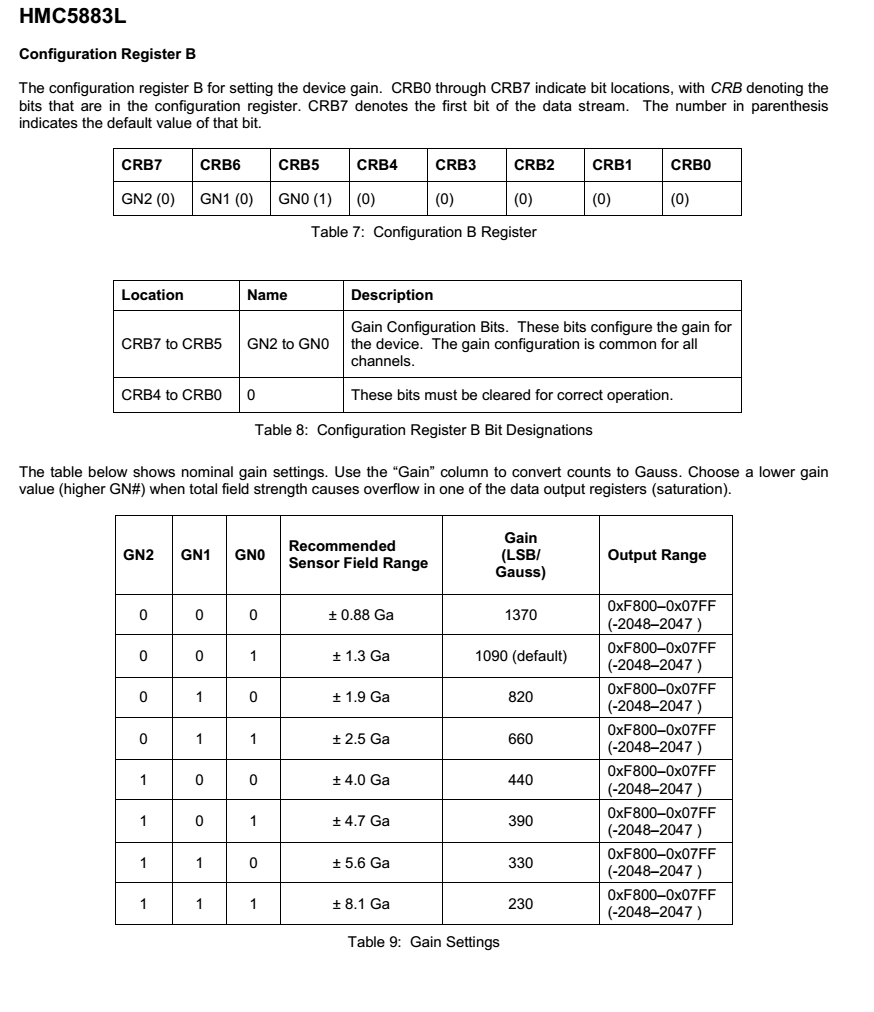 HMC5883L
Configuration Register B
The configuration register B for setting the device gain. CRB0 through CRB7 indicate bit locations, with CRB denoting the
bits that are in the configuration register. CRB7 denotes the first bit of the data stream. The number in parenthesis
indicates the default value of that bit.
CRB7 CRB6 CRB5 CRB4 CRB3 CRB2 CRB1 CRB0
GN2 (0) GN1 (0) GN0 (1) (0) (0) (0) (0) (0)
Table 7: Configuration B Register
Location Name Description
CRB7 to CRB5 GN2 to GN0 Gain Configuration Bits. These bits configure the gain for
the device. The gain configuration is common for all
channels.
CRB4 to CRB0 0 These bits must be cleared for correct operation.
Table 8: Configuration Register B Bit Designations
The table below shows nominal gain settings. Use the “Gain” column to convert counts to Gauss. Choose a lower gain
value (higher GN#) when total field strength causes overflow in one of the data output registers (saturation).
GN2 GN1 GN0 Recommended
Sensor Field Range
Gain
(LSB/
Gauss)
Output Range
0 0 0 ± 0.88 Ga 1370 0xF800–0x07FF
(-2048–2047 )
0 0 1 ± 1.3 Ga 1090 (default) 0xF800–0x07FF
(-2048–2047 )
0 1 0 ± 1.9 Ga 820 0xF800–0x07FF
(-2048–2047 )
0 1 1 ± 2.5 Ga 660 0xF800–0x07FF
(-2048–2047 )
1 0 0 ± 4.0 Ga 440 0xF800–0x07FF
(-2048–2047 )
1 0 1 ± 4.7 Ga 390 0xF800–0x07FF
(-2048–2047 )
1 1 0 ± 5.6 Ga 330 0xF800–0x07FF
(-2048–2047 )
1 1 1 ± 8.1 Ga 230 0xF800–0x07FF
(-2048–2047 )
Table 9: Gain Settings